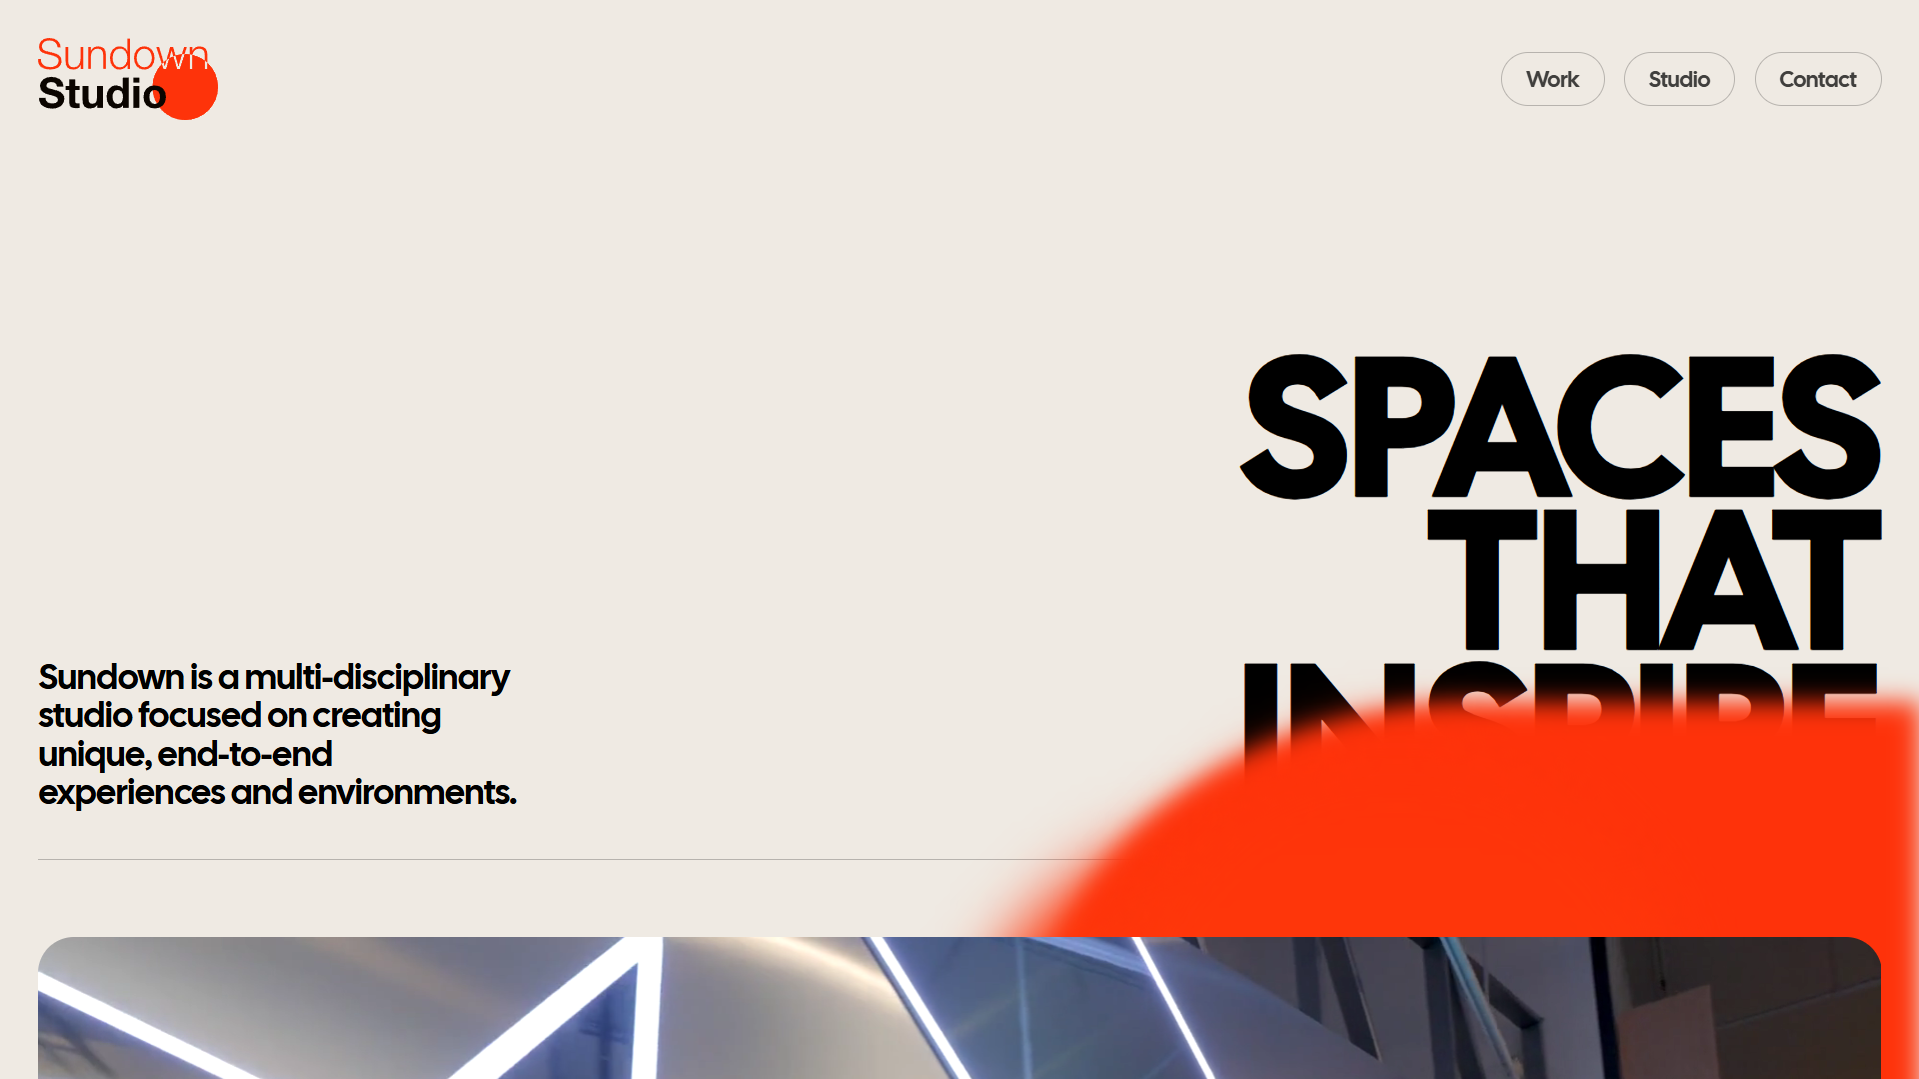 Sundown
Studio
Work
Studio
Contact
SPACES
THAT
INSPIRE
Sundown is a multi-disciplinary
studio focused on creating
unique, end-to-end
experiences and environments.